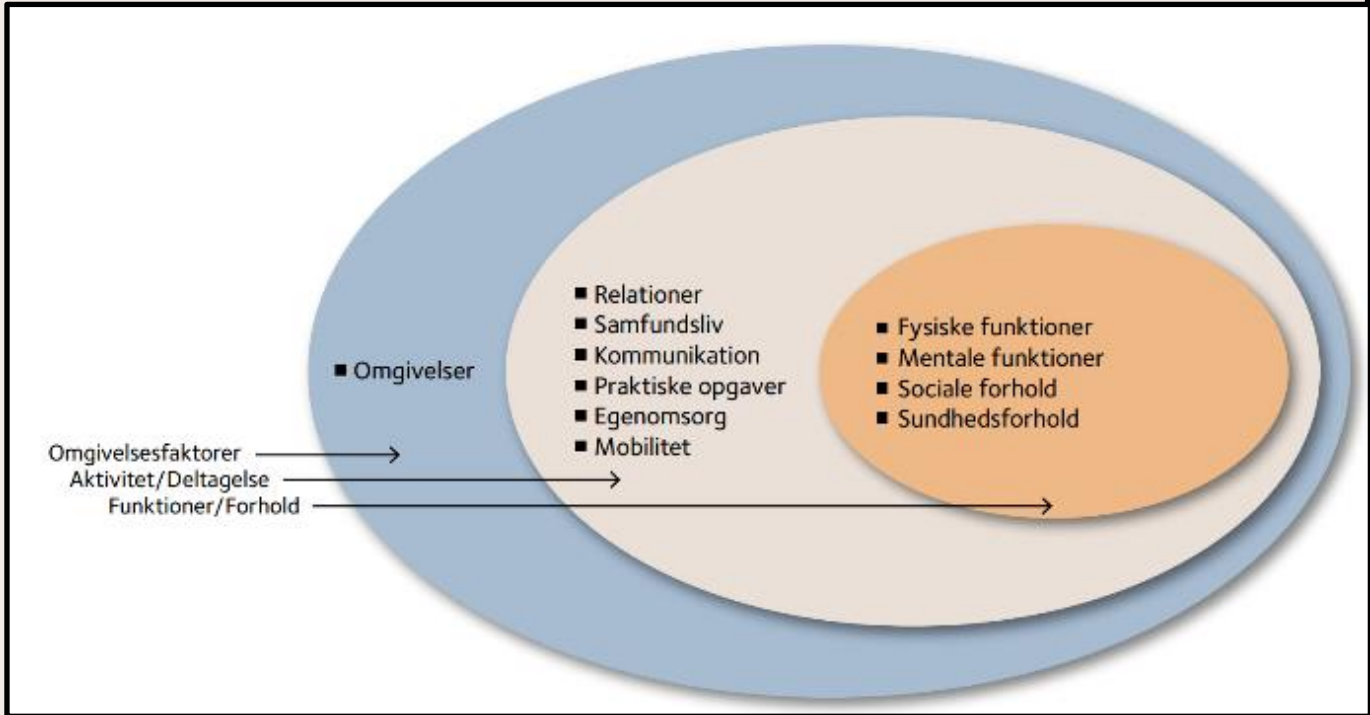 ■ Omgivelser
■ Relationer
■ Samfundsliv
■ Kommunikation
■ Praktiske opgaver
■ Egenomsorg
■ Mobilitet
■ Fysiske funktioner
■ Mentale funktioner
■ Sociale forhold
■ Sundhedsforhold
Omgivelsesfaktorer
Aktivitet/Deltagelse
Funktioner/Forhold